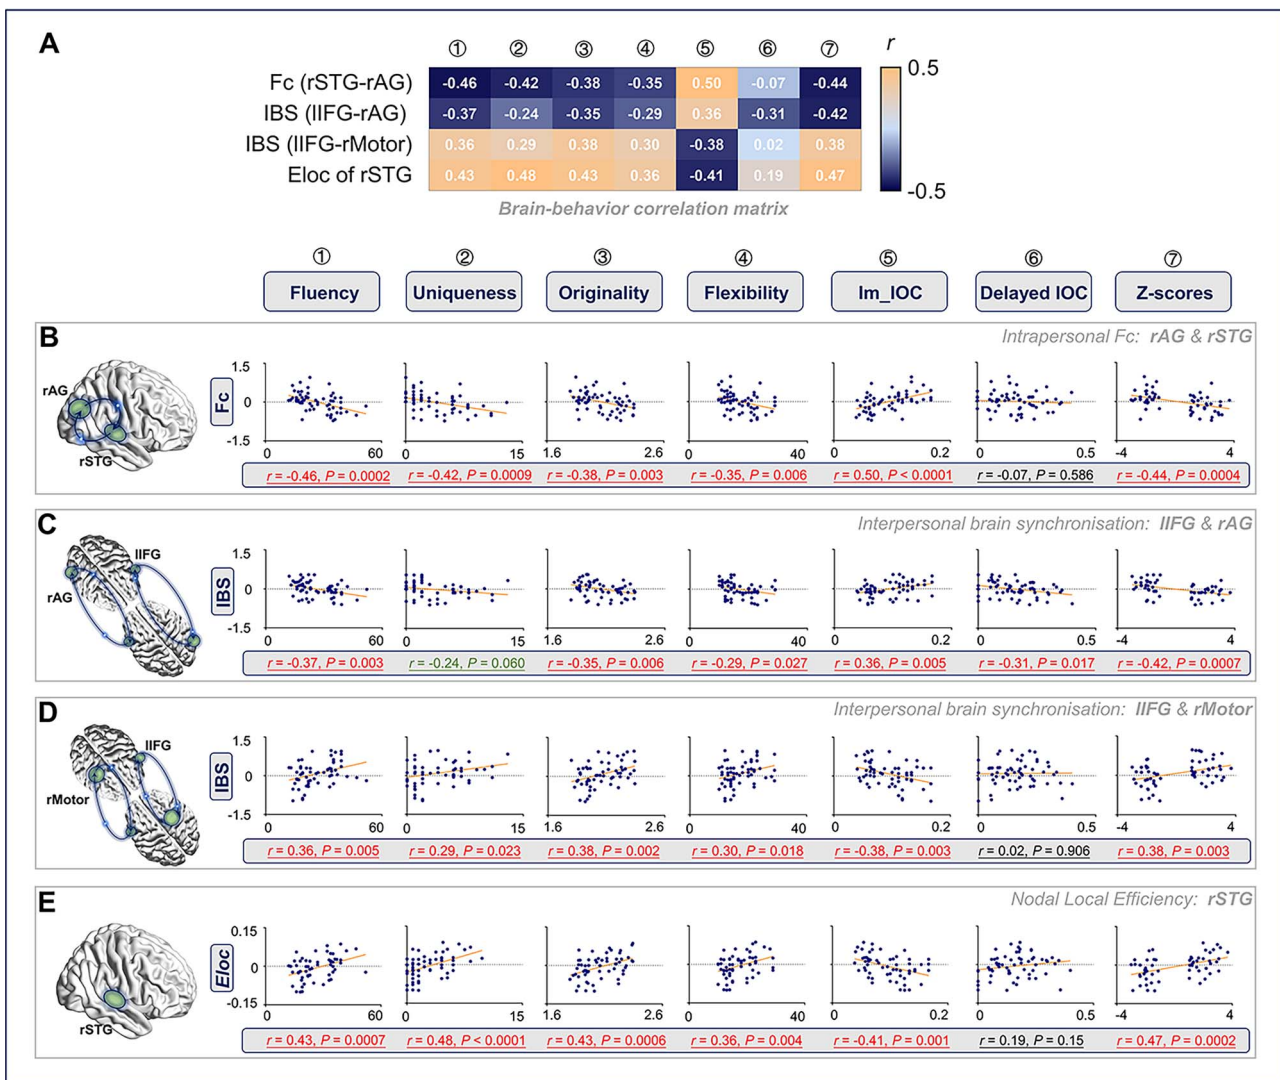 A
① ② ③ ④ ⑤ ⑥ ⑦ r
Fc (rSTG-rAG) -0.46 -0.42 -0.38 -0.35 0.50 -0.07 -0.44 0.5
IBS (lIFG-rAG) -0.37 -0.24 -0.35 -0.29 0.36 -0.31 -0.42
IBS (lIFG-rMotor) 0.36 0.29 0.38 0.30 -0.38 0.02 0.38
Eloc of rSTG 0.43 0.48 0.43 0.36 -0.41 0.19 0.47 -0.5
Brain-behavior correlation matrix
① ② ③ ④ ⑤ ⑥ ⑦
Fluency Uniqueness Originality Flexibility Im_IOC Delayed IOC Z-scores
B Intrapersonal Fc: rAG & rSTG
rAG
rSTG
Fc
1.5
0
-1.5
0 60 0 15 1.6 2.6 0 40 0 0.2 0 0.5 -4 4
r = -0.46, P = 0.0002 r = -0.42, P = 0.0009 r = -0.38, P = 0.003 r = -0.35, P = 0.006 r = 0.50, P < 0.0001 r = -0.07, P = 0.586 r = -0.44, P = 0.0004
C Interpersonal brain synchronisation: lIFG & rAG
lIFG
rAG
IBS
1.5
0
-1.5
0 60 0 15 1.6 2.6 0 40 0 0.2 0 0.5 -4 4
r = -0.37, P = 0.003 r = -0.24, P = 0.060 r = -0.35, P = 0.006 r = -0.29, P = 0.027 r = 0.36, P = 0.005 r = -0.31, P = 0.017 r = -0.42, P = 0.0007
D Interpersonal brain synchronisation: lIFG & rMotor
lIFG
rMotor
IBS
1.5
0
-1.5
0 60 0 15 1.6 2.6 0 40 0 0.2 0 0.5 -4 4
r = 0.36, P = 0.005 r = 0.29, P = 0.023 r = 0.38, P = 0.002 r = 0.30, P = 0.018 r = -0.38, P = 0.003 r = 0.02, P = 0.906 r = 0.38, P = 0.003
E Nodal Local Efficiency: rSTG
rSTG
Eloc
0.15
0
-0.15
0 60 0 15 1.6 2.6 0 40 0 0.2 0 0.5 -4 4
r = 0.43, P = 0.0007 r = 0.48, P < 0.0001 r = 0.43, P = 0.0006 r = 0.36, P = 0.004 r = -0.41, P = 0.001 r = 0.19, P = 0.15 r = 0.47, P = 0.0002